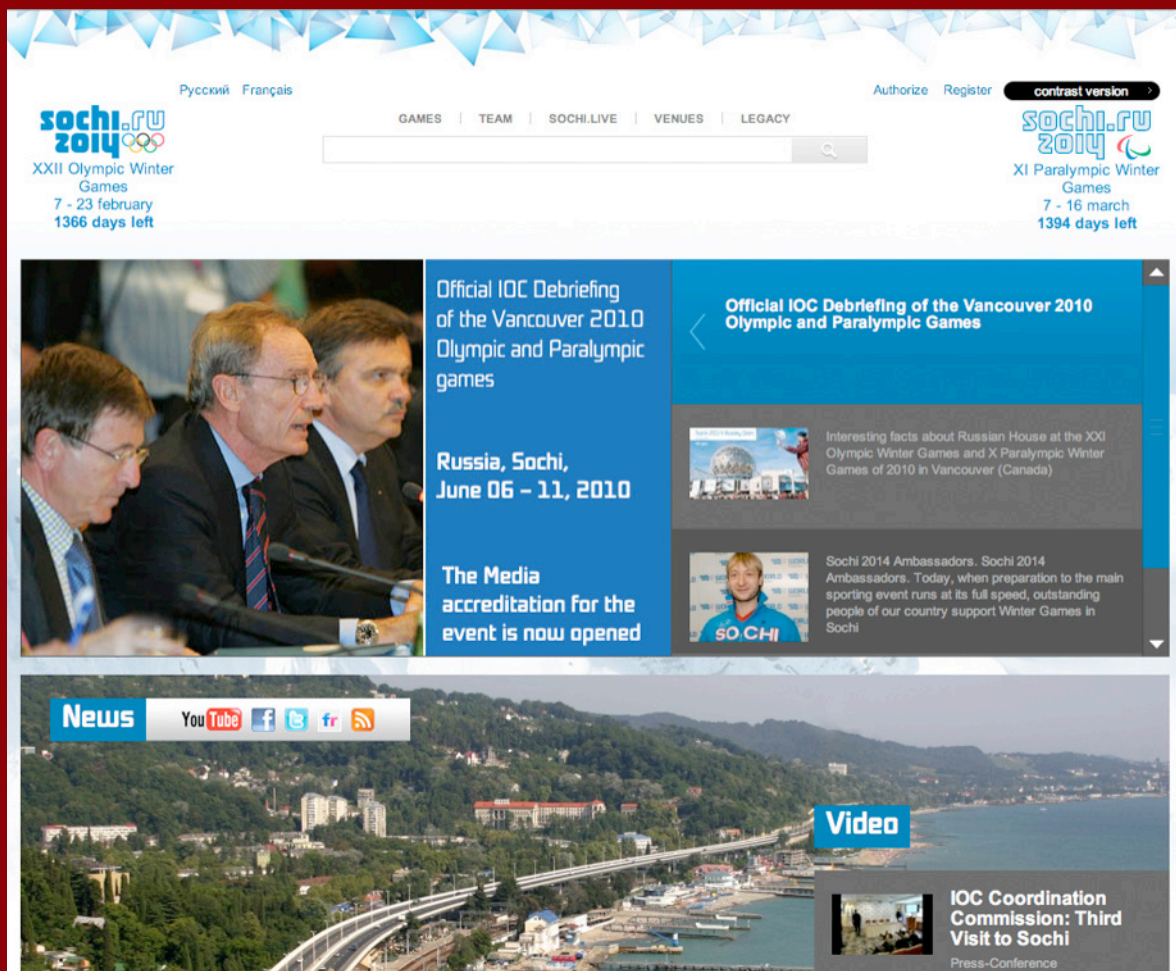 Русский Français
Authorize Register contrast version
sochi.ru
2014
XXII Olympic Winter
Games
7 - 23 february
1366 days left
GAMES | TEAM | SOCHI.LIVE | VENUES | LEGACY
sochi.ru
2014
XI Paralympic Winter
Games
7 - 16 march
1394 days left
Official IOC Debriefing
of the Vancouver 2010
Olympic and Paralympic
games
Russia, Sochi,
June 06 – 11, 2010
The Media
accreditation for the
event is now opened
Official IOC Debriefing of the Vancouver 2010
Olympic and Paralympic Games
Interesting facts about Russian House at the XXI
Olympic Winter Games and X Paralympic Winter
Games of 2010 in Vancouver (Canada)
Sochi 2014 Ambassadors. Sochi 2014
Ambassadors. Today, when preparation to the main
sporting event runs at its full speed, outstanding
people of our country support Winter Games in
Sochi
SOCHI
News
YouTube f t fr
Video
IOC Coordination
Commission: Third
Visit to Sochi
Press-Conference